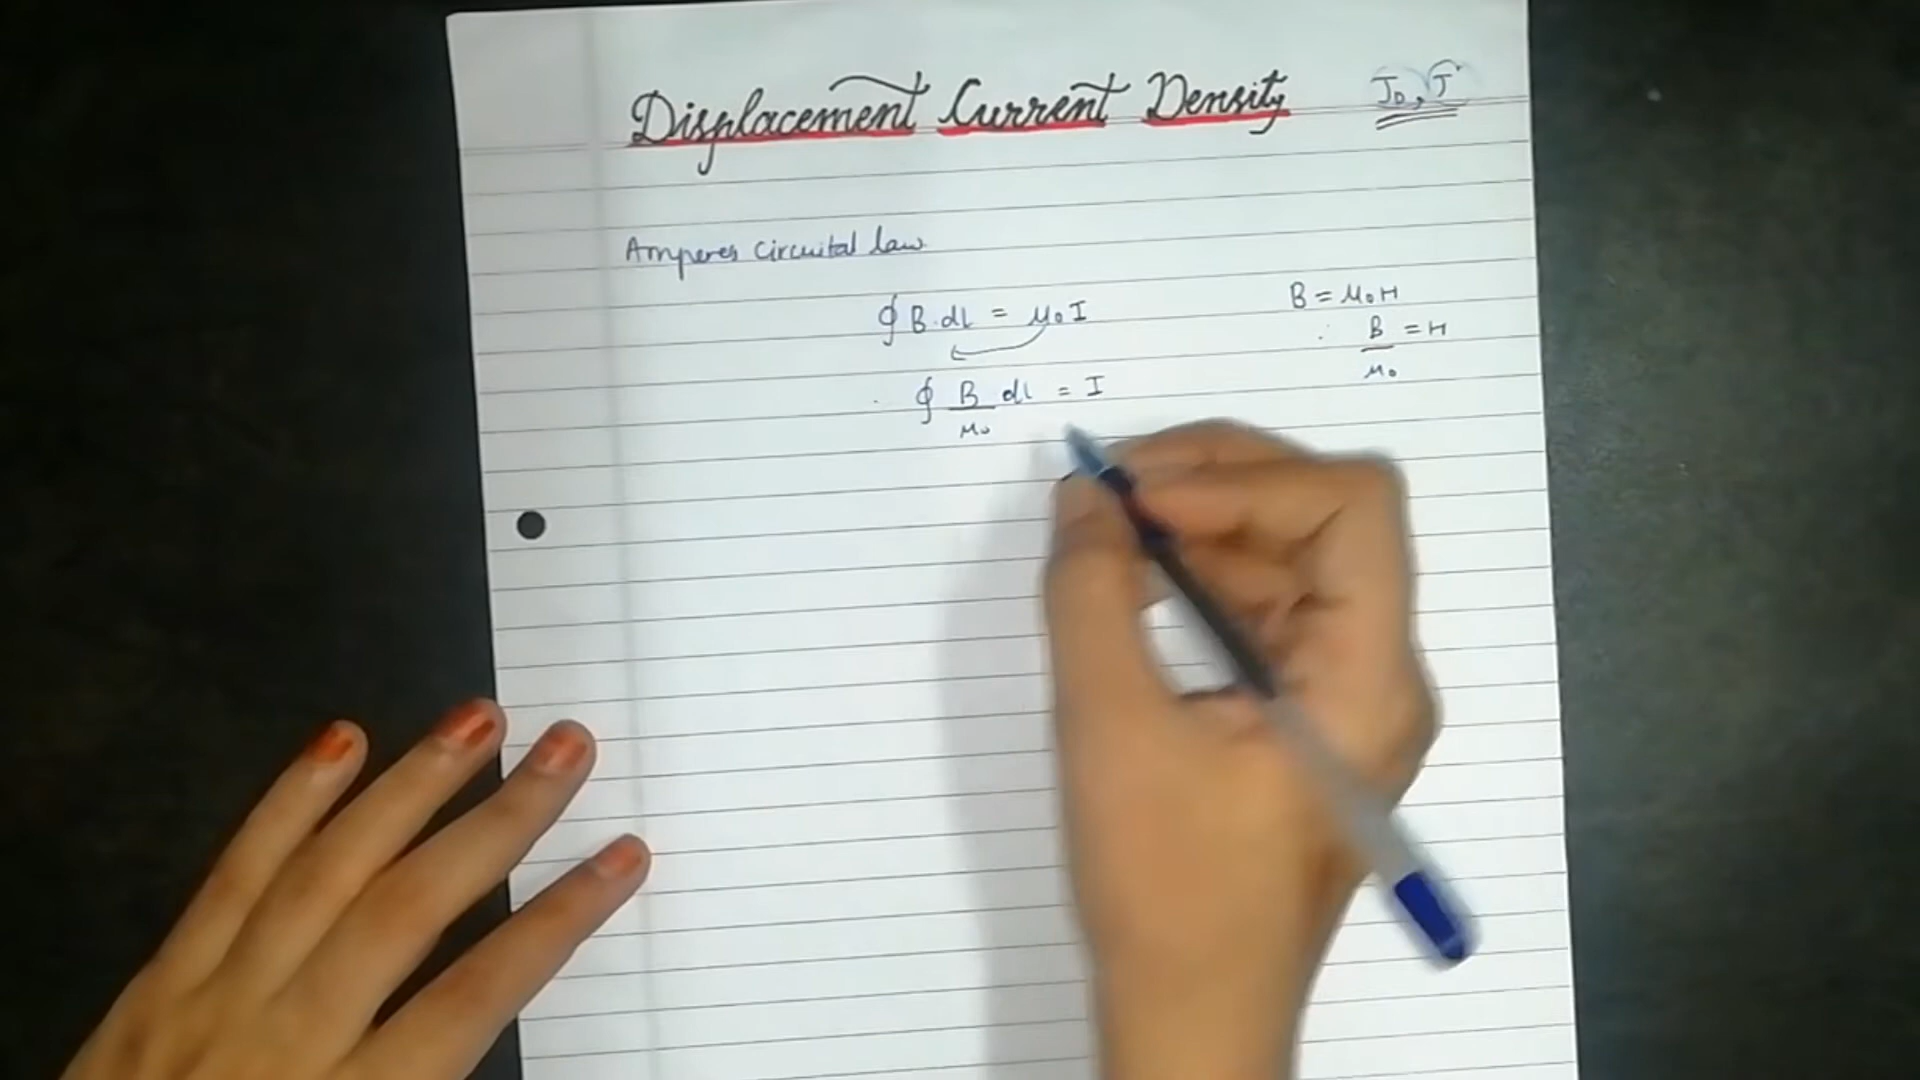 Displacement Current Density J_D, J'
Amperes Circuital law
∮ B.dl = μ₀I
B = μ₀H
∴ B/μ₀ = H
∴ ∮ B/μ₀ dl = I